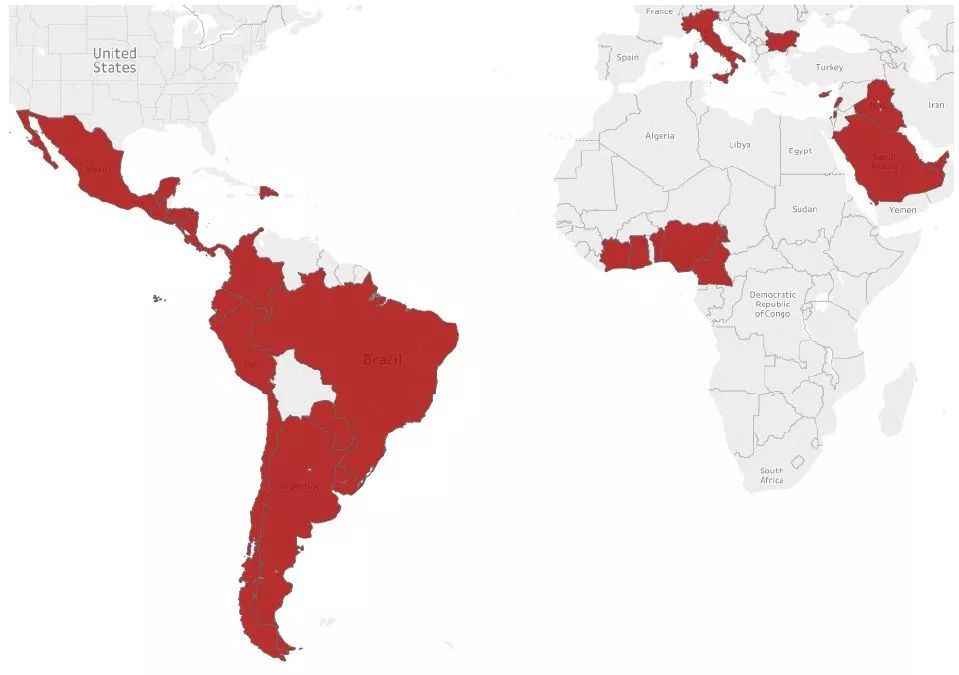 France
United
States
Spain
Turkey
Iraq
Iran
Algeria
Libya
Egypt
Mexico
Saudi
Arabia
Sudan
Yemen
Democratic
Republic
of Congo
Brazil
Peru
Argentina
South
Africa